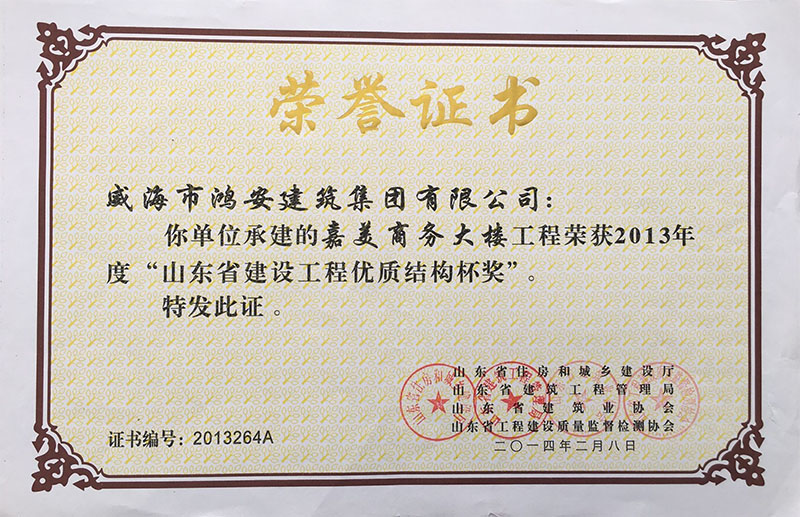 荣誉证书
威海市鸿安建筑集团有限公司：
你单位承建的嘉美商务大楼工程荣获2013年
度“山东省建设工程优质结构杯奖”。
特发此证。
山东省住房和城乡建设厅
山东省建筑工程管理局
山东省建筑业协会
山东省工程建设质量监督检测协会
二〇一四年二月八日
证书编号：2013264A